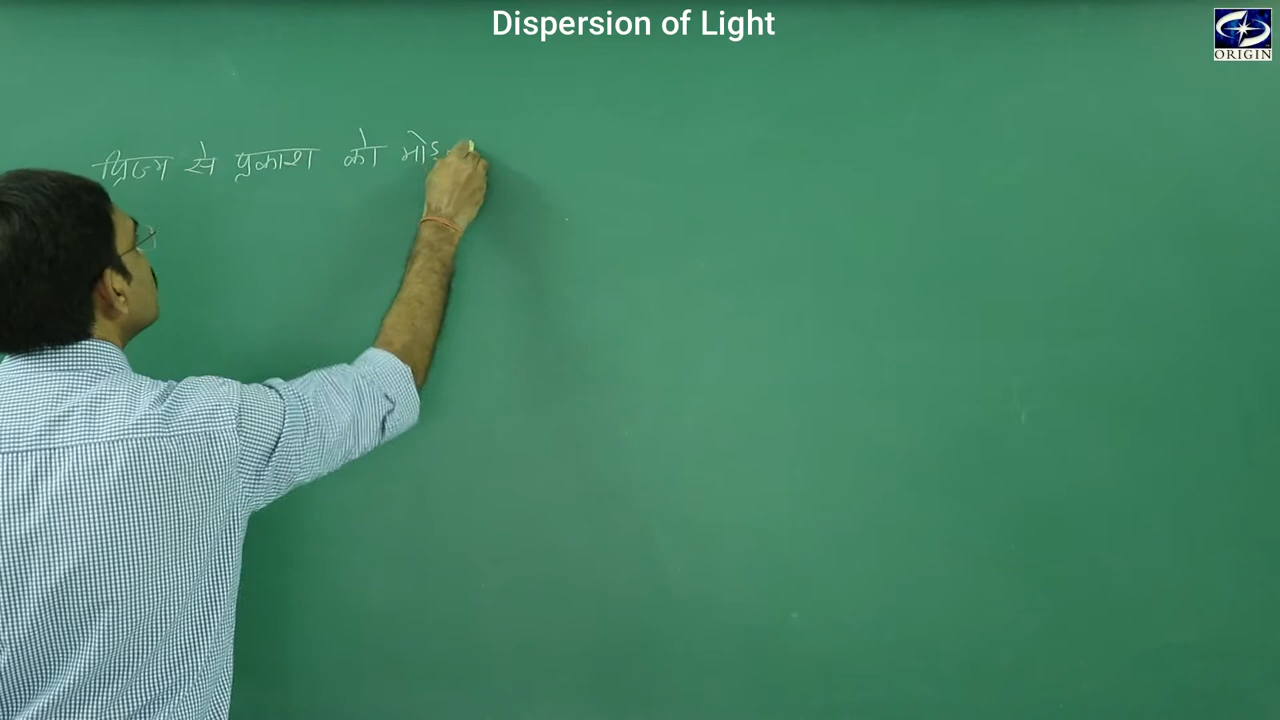 Dispersion of Light
ORIGIN
प्रिज्म से प्रकाश को मोड